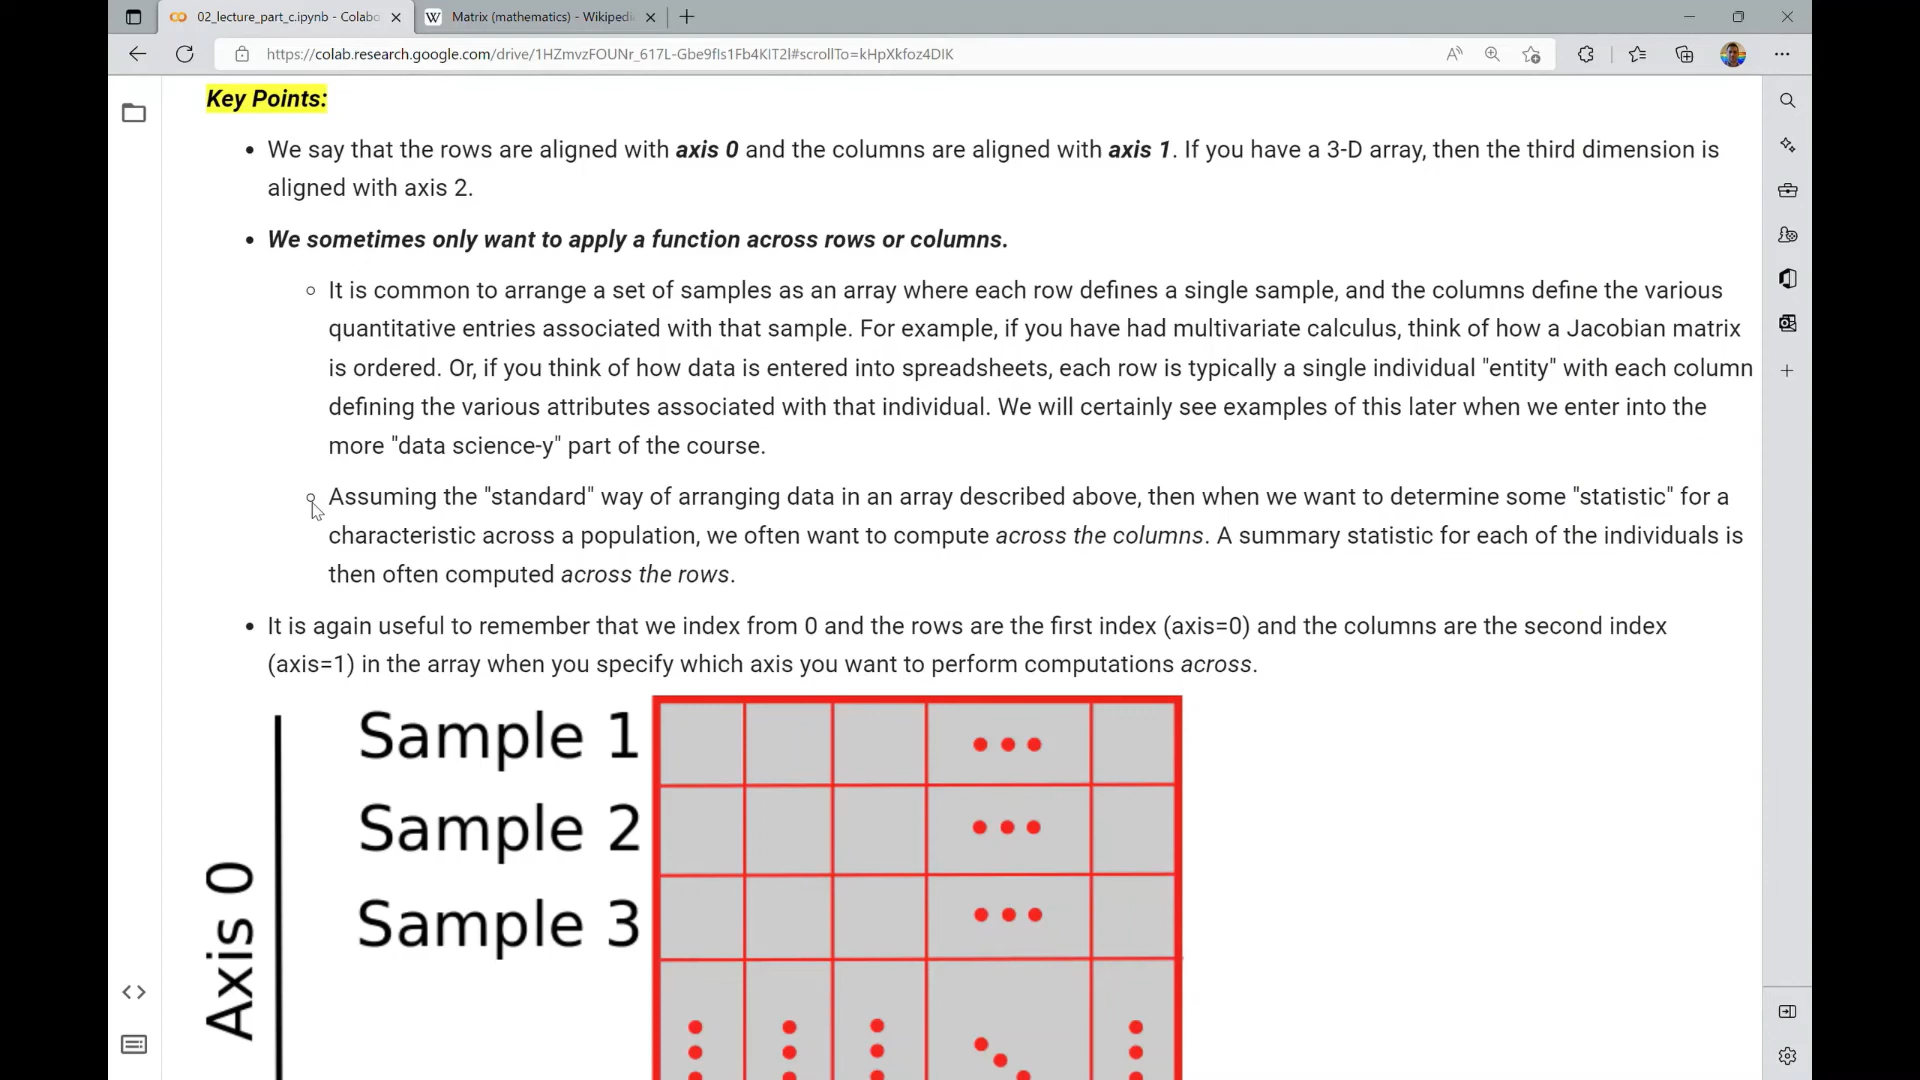 02_lecture_part_c.ipynb - Colabo
Matrix (mathematics) - Wikipedi
https://colab.research.google.com/drive/1HZmvzFOUNr_617L-Gbe9fIs1Fb4KIT2l#scrollTo=kHpXkfoz4DIK
Key Points:
• We say that the rows are aligned with axis 0 and the columns are aligned with axis 1. If you have a 3-D array, then the third dimension is
aligned with axis 2.
• We sometimes only want to apply a function across rows or columns.
○ It is common to arrange a set of samples as an array where each row defines a single sample, and the columns define the various
quantitative entries associated with that sample. For example, if you have had multivariate calculus, think of how a Jacobian matrix
is ordered. Or, if you think of how data is entered into spreadsheets, each row is typically a single individual "entity" with each column
defining the various attributes associated with that individual. We will certainly see examples of this later when we enter into the
more "data science-y" part of the course.
○ Assuming the "standard" way of arranging data in an array described above, then when we want to determine some "statistic" for a
characteristic across a population, we often want to compute across the columns. A summary statistic for each of the individuals is
then often computed across the rows.
• It is again useful to remember that we index from 0 and the rows are the first index (axis=0) and the columns are the second index
(axis=1) in the array when you specify which axis you want to perform computations across.
Sample 1
Sample 2
Sample 3
Axis 0